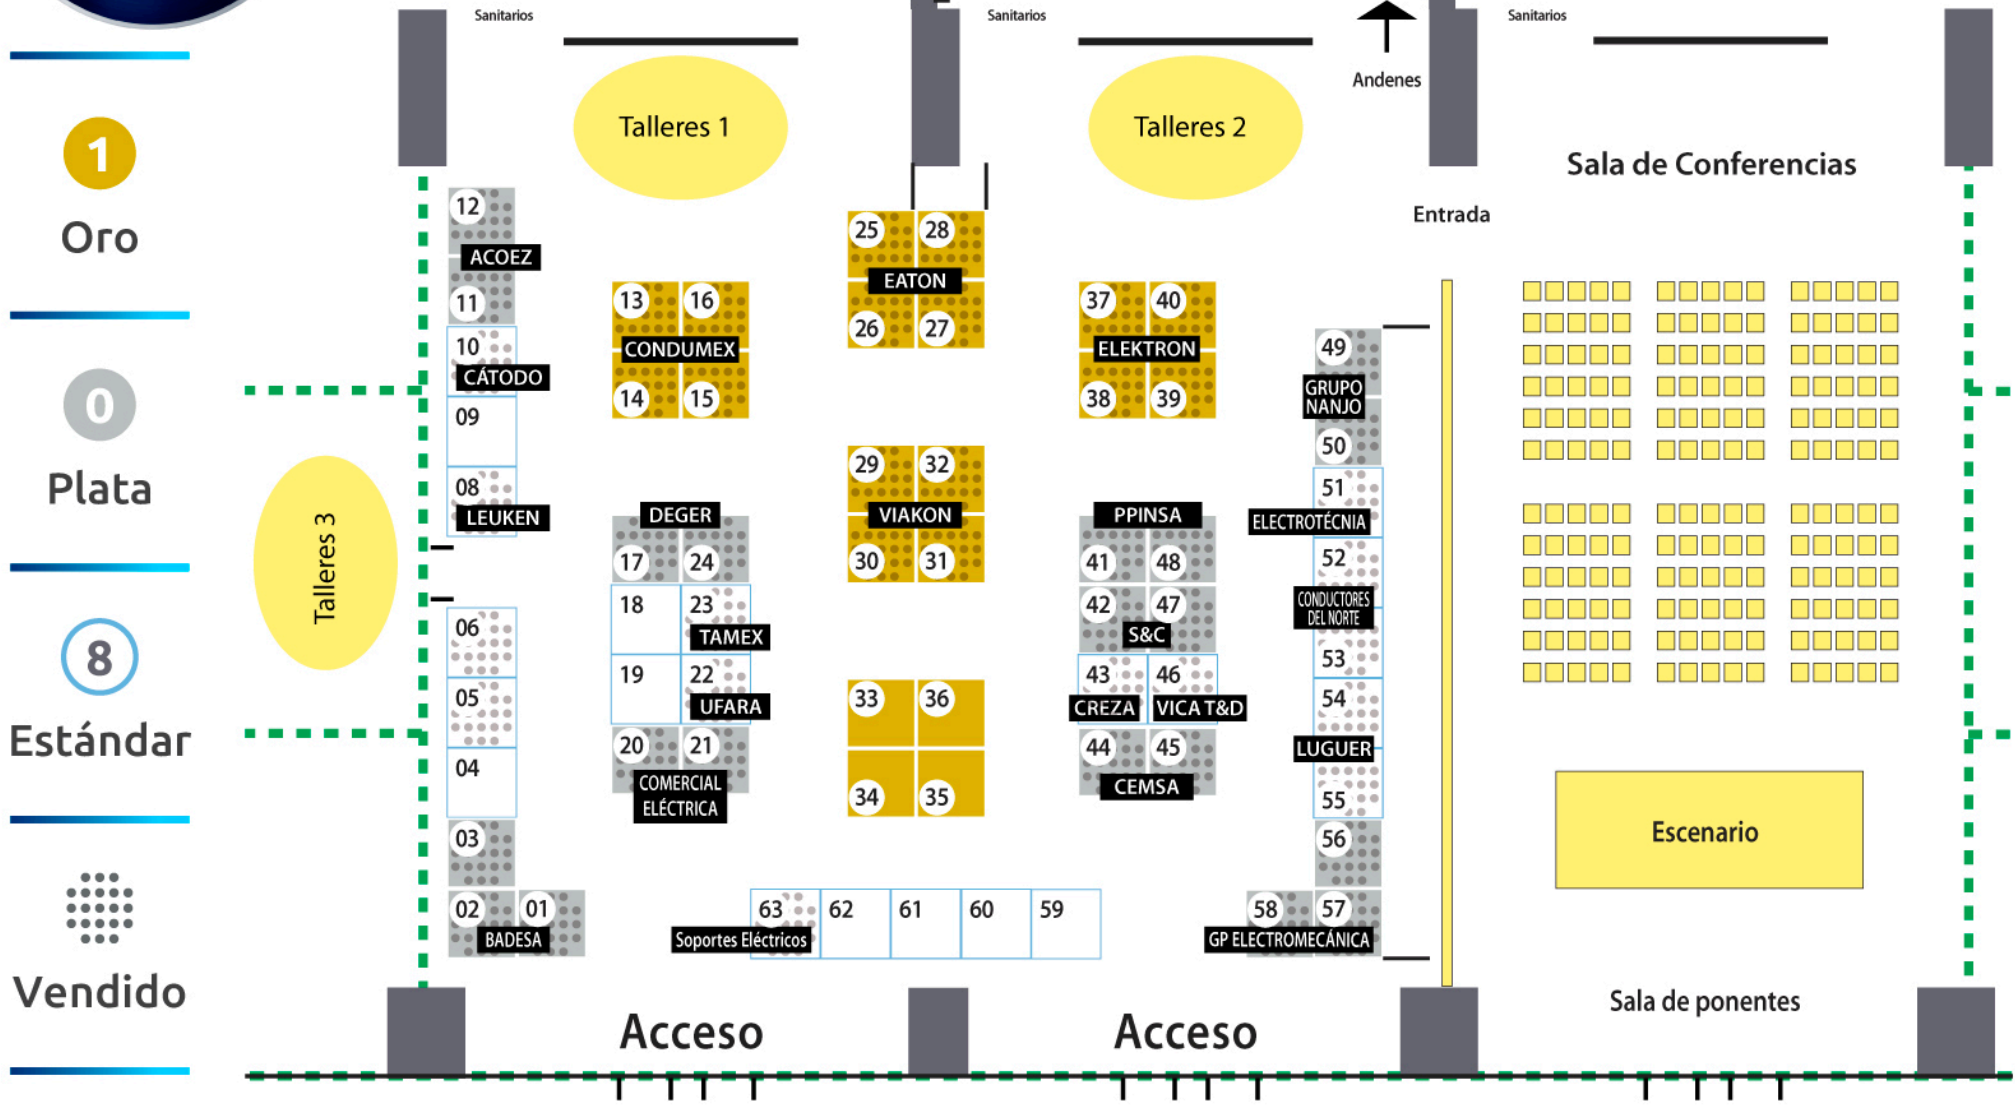 Sanitarios
Sanitarios
Sanitarios
Andenes
Talleres 1
Talleres 2
Sala de Conferencias
Entrada
1
Oro
0
Plata
8
Estándar
Vendido
Talleres 3
12
ACOEZ
11
10
CÁTODO
09
08
LEUKEN
06
05
04
03
02
01
BADESA
13
16
CONDUMEX
14
15
DEGER
17
24
18
23
TAMEX
19
22
UFARA
20
21
COMERCIAL
ELÉCTRICA
25
28
EATON
26
27
29
32
VIAKON
30
31
33
36
34
35
37
40
ELEKTRON
38
39
PPINSA
41
48
42
47
S&C
43
46
CREZA
VICA T&D
44
45
CEMSA
49
GRUPO
NANJO
50
51
ELECTROTÉCNIA
52
CONDUCTORES
DEL NORTE
53
54
LUGUER
55
56
58
57
GP ELECTROMECÁNICA
63
62
61
60
59
Soportes Eléctricos
Escenario
Sala de ponentes
Acceso
Acceso